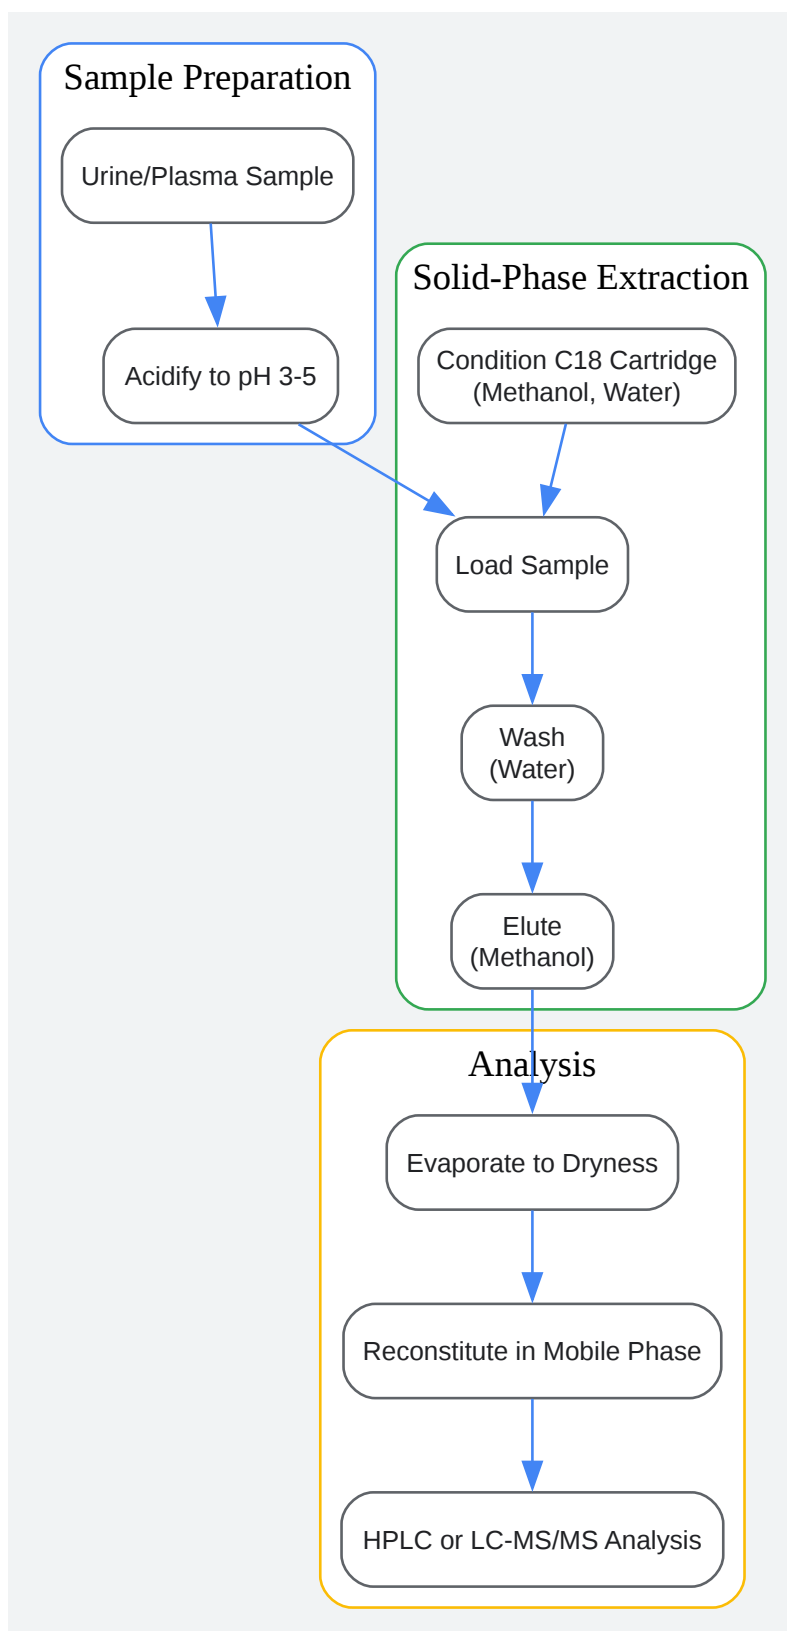 Sample Preparation
Urine/Plasma Sample
Acidify to pH 3-5
Solid-Phase Extraction
Condition C18 Cartridge
(Methanol, Water)
Load Sample
Wash
(Water)
Elute
(Methanol)
Analysis
Evaporate to Dryness
Reconstitute in Mobile Phase
HPLC or LC-MS/MS Analysis